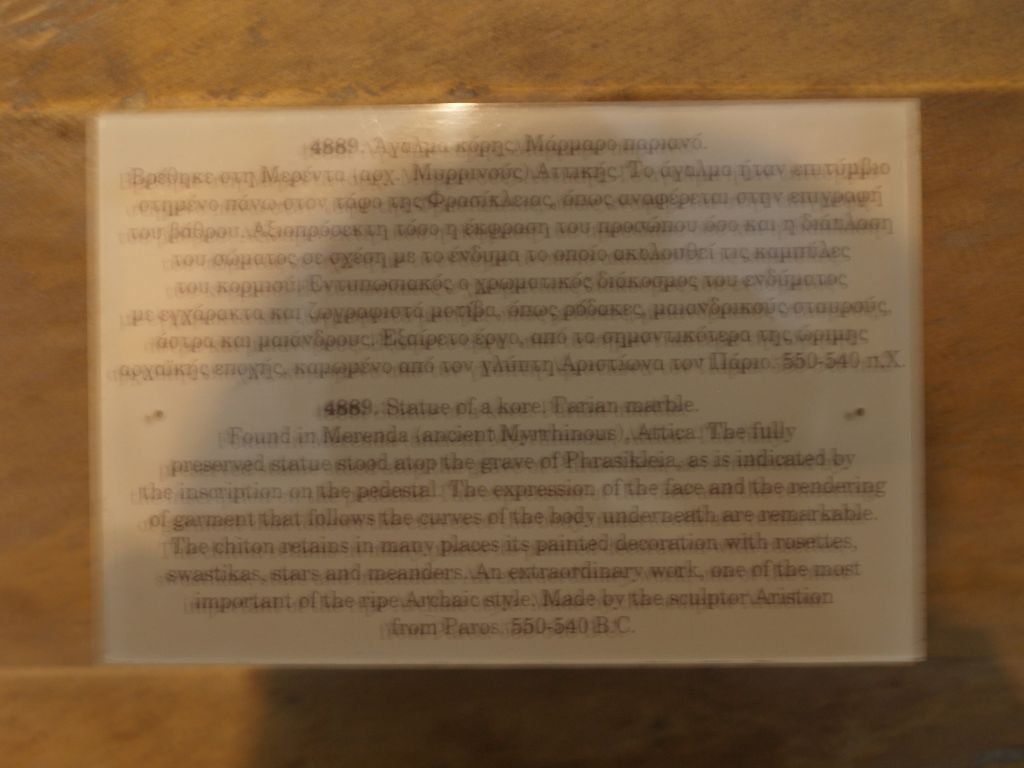 4889. Άγαλμα κόρης. Μάρμαρο παριανό.
Βρέθηκε στη Μερέντα (αρχ. Μυρρινούς) Αττικής. Το άγαλμα ήταν επιτύμβιο
στημένο πάνω στον τάφο της Φρασίκλειας, όπως αναφέρεται στην επιγραφή
του βάθρου. Αξιοπρόσεκτη τόσο η έκφραση του προσώπου όσο και η διάπλαση
του σώματος σε σχέση με το ένδυμα το οποίο ακολουθεί τις καμπύλες
του κορμιού. Εντυπωσιακός ο χρωματικός διάκοσμος του ενδύματος
με εγχάρακτα και ζωγραφιστά μοτίβα, όπως ρόδακες, μαιανδρικούς σταυρούς,
άστρα και μαιάνδρους. Εξαίρετο έργο, από τα σημαντικότερα της ώριμης
αρχαϊκής εποχής, καμωμένο από τον γλύπτη Αριστίωνα τον Πάριο. 550-540 π.Χ.
4889. Statue of a kore. Parian marble.
Found in Merenda (ancient Myrrhinous), Attica. The fully
preserved statue stood atop the grave of Phrasikleia, as is indicated by
the inscription on the pedestal. The expression of the face and the rendering
of garment that follows the curves of the body underneath are remarkable.
The chiton retains in many places its painted decoration with rosettes,
swastikas, stars and meanders. An extraordinary work, one of the most
important of the ripe Archaic style. Made by the sculptor Aristion
from Paros. 550-540 B.C.